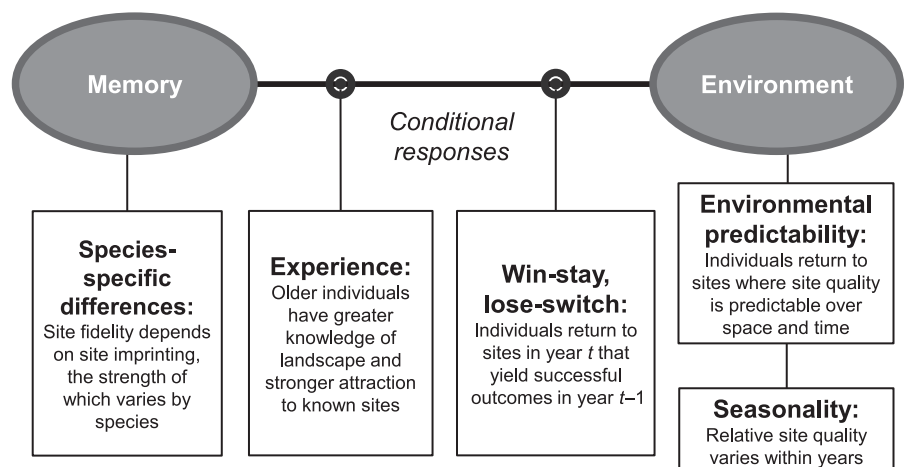 Memory
Environment
Conditional
responses
Species-
specific
differences:
Site fidelity depends
on site imprinting,
the strength of
which varies by
species
Experience:
Older individuals
have greater
knowledge of
landscape and
stronger attraction
to known sites
Win-stay,
lose-switch:
Individuals return to
sites in year t that
yield successful
outcomes in year t–1
Environmental
predictability:
Individuals return to
sites where site quality
is predictable over
space and time
Seasonality:
Relative site quality
varies within years